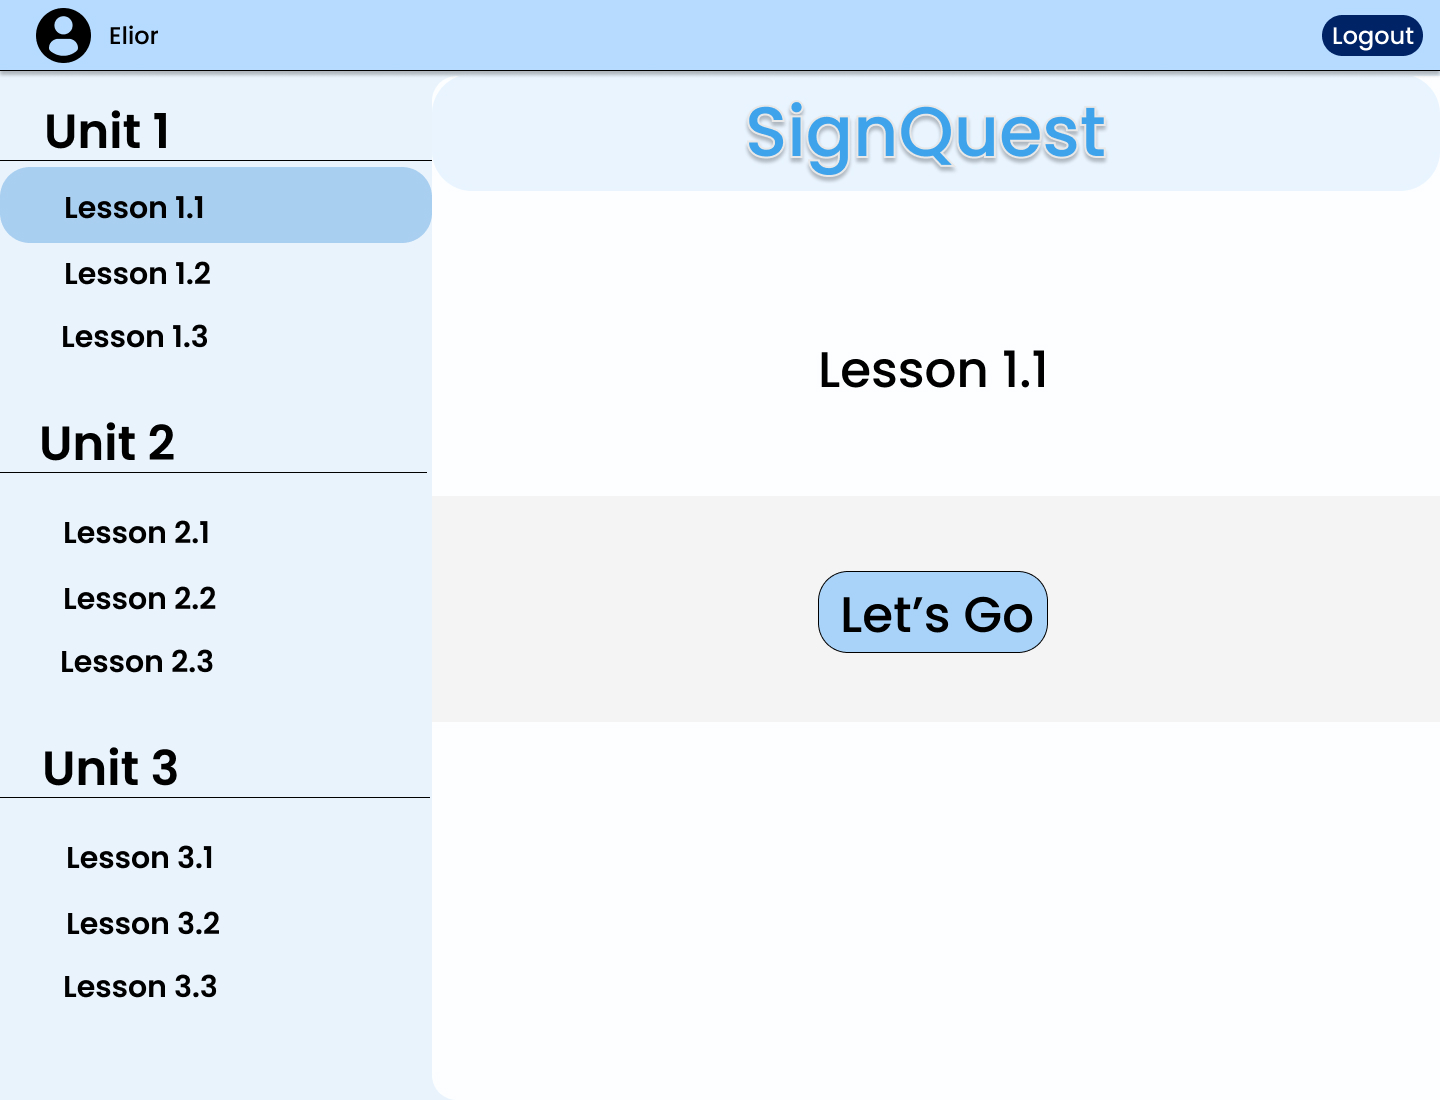 Elior
Logout
Unit 1
Lesson 1.1
Lesson 1.2
Lesson 1.3
Unit 2
Lesson 2.1
Lesson 2.2
Lesson 2.3
Unit 3
Lesson 3.1
Lesson 3.2
Lesson 3.3
SignQuest
Lesson 1.1
Let’s Go